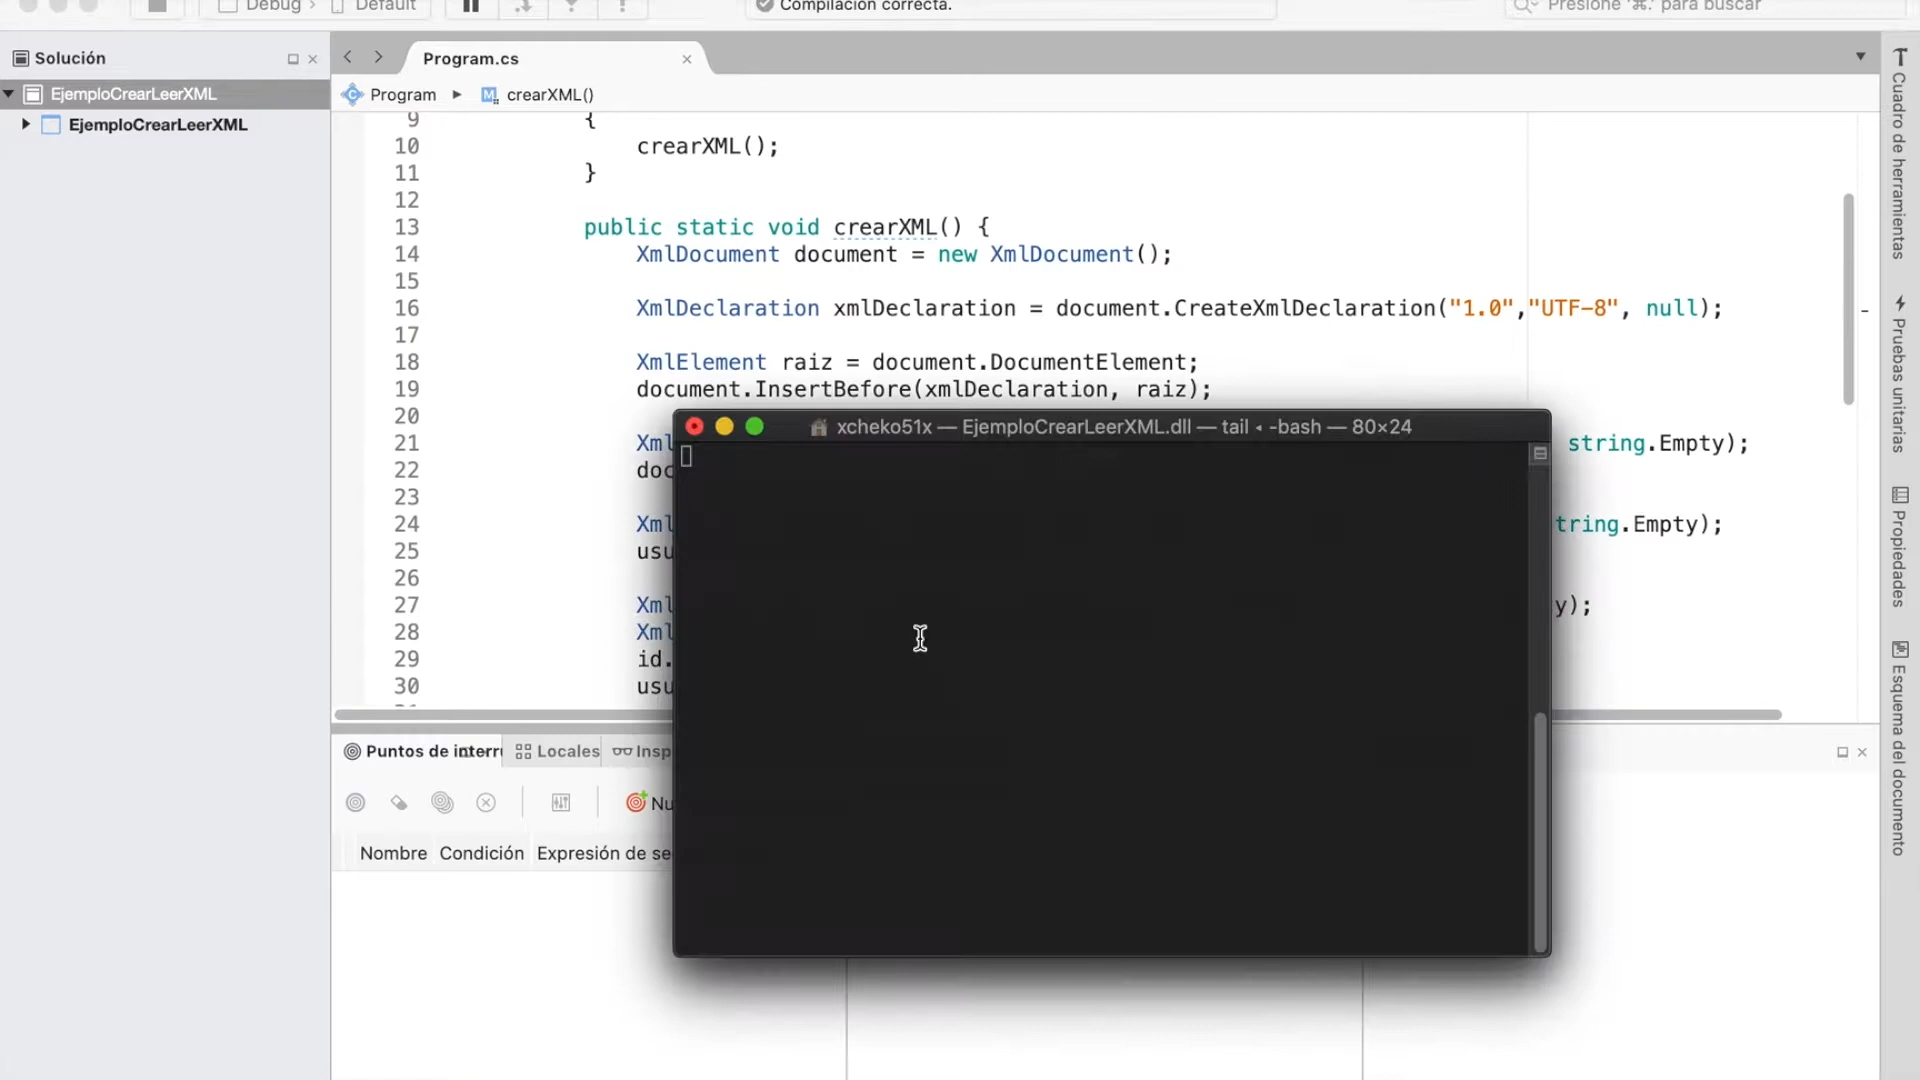 Debug › Default
Compilación correcta.
Presione '⌘.' para buscar
Solución
EjemploCrearLeerXML
EjemploCrearLeerXML
Program.cs
Program ▸ crearXML()
9 {
10 crearXML();
11 }
12
13 public static void crearXML() {
14 XmlDocument document = new XmlDocument();
15
16 XmlDeclaration xmlDeclaration = document.CreateXmlDeclaration("1.0","UTF-8", null);
17
18 XmlElement raiz = document.DocumentElement;
19 document.InsertBefore(xmlDeclaration, raiz);
20
21 Xml string.Empty);
22 doc
23
24 Xml tring.Empty);
25 usu
26
27 Xml y);
28 Xml
29 id.
30 usu
xcheko51x — EjemploCrearLeerXML.dll — tail ◂ -bash — 80×24
Puntos de interru Locales Insp
Nu
Nombre Condición Expresión de se
Cuadro de herramientas
Pruebas unitarias
Propiedades
Esquema del documento